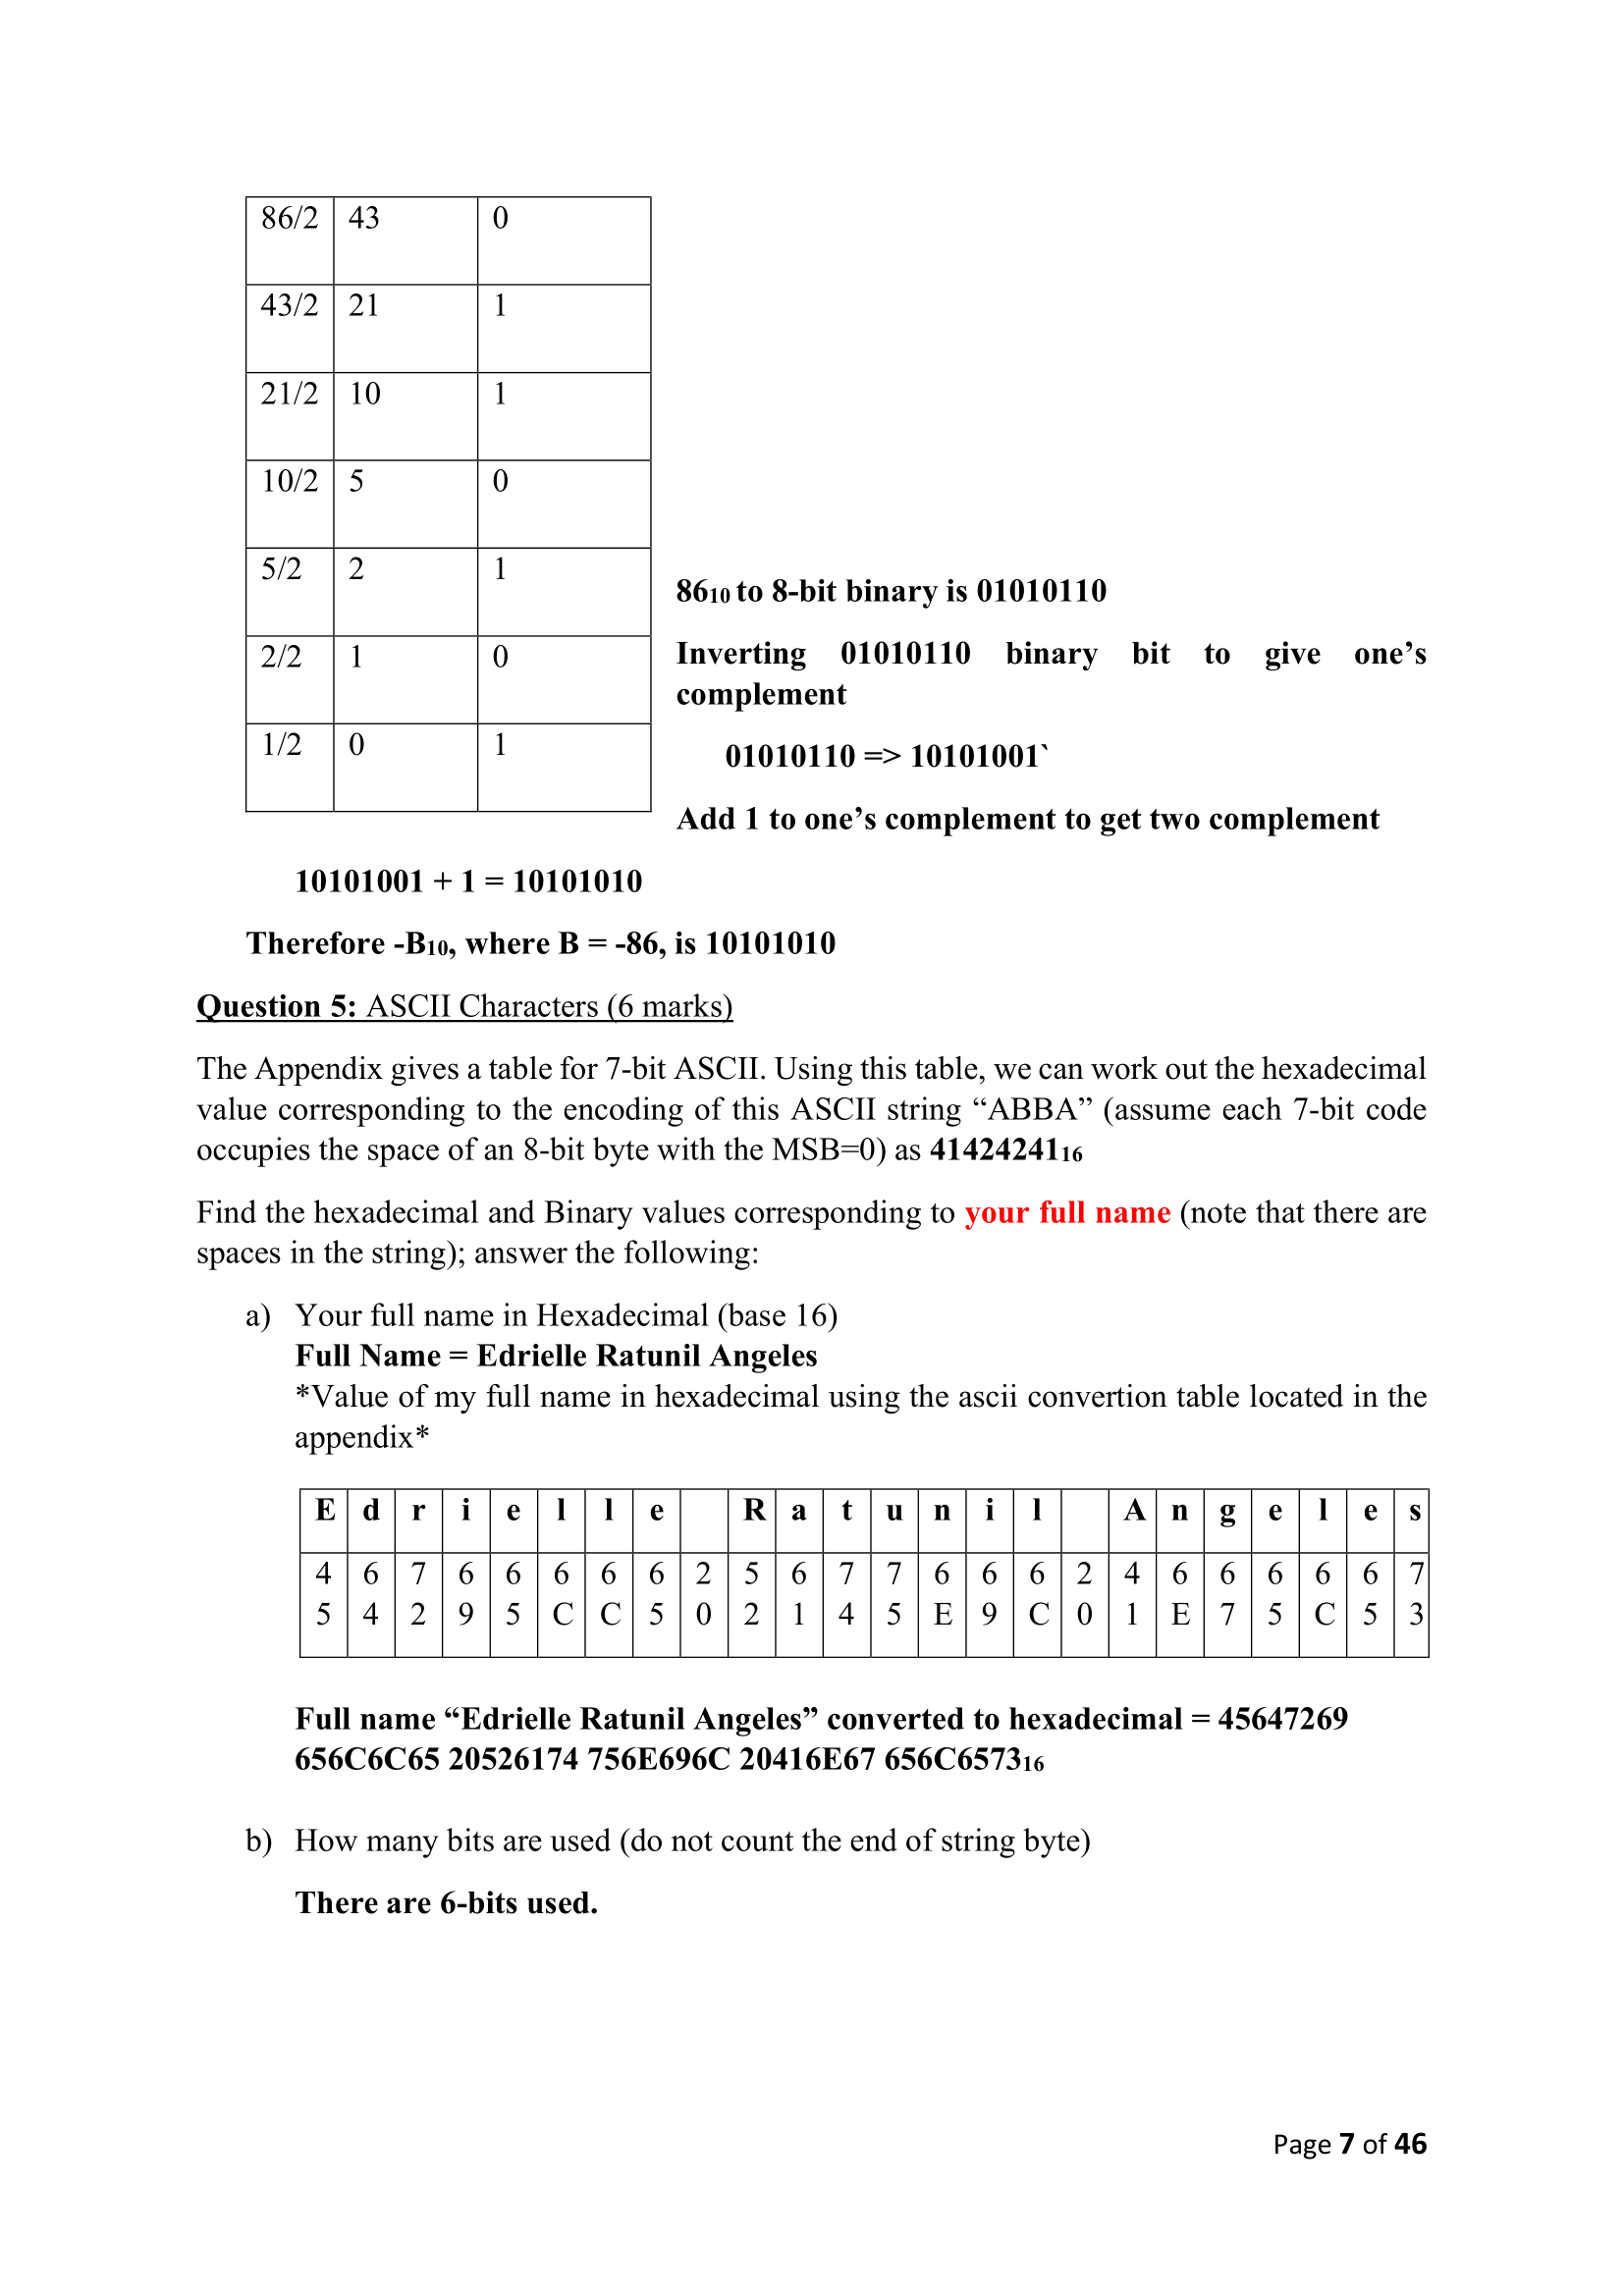 86/2 43 0
43/2 21 1
21/2 10 1
10/2 5 0
5/2 2 1
2/2 1 0
1/2 0 1
86₁₀ to 8-bit binary is 01010110
Inverting 01010110 binary bit to give one’s
complement
01010110 => 10101001`
Add 1 to one’s complement to get two complement
10101001 + 1 = 10101010
Therefore -B₁₀, where B = -86, is 10101010
Question 5: ASCII Characters (6 marks)
The Appendix gives a table for 7-bit ASCII. Using this table, we can work out the hexadecimal
value corresponding to the encoding of this ASCII string “ABBA” (assume each 7-bit code
occupies the space of an 8-bit byte with the MSB=0) as 41424241₁₆
Find the hexadecimal and Binary values corresponding to your full name (note that there are
spaces in the string); answer the following:
a) Your full name in Hexadecimal (base 16)
Full Name = Edrielle Ratunil Angeles
*Value of my full name in hexadecimal using the ascii convertion table located in the
appendix*
E d r i e l l e R a t u n i l A n g e l e s
4 6 7 6 6 6 6 6 2 5 6 7 7 6 6 6 2 4 6 6 6 6 6 7
5 4 2 9 5 C C 5 0 2 1 4 5 E 9 C 0 1 E 7 5 C 5 3
Full name “Edrielle Ratunil Angeles” converted to hexadecimal = 45647269
656C6C65 20526174 756E696C 20416E67 656C6573₁₆
b) How many bits are used (do not count the end of string byte)
There are 6-bits used.
Page 7 of 46